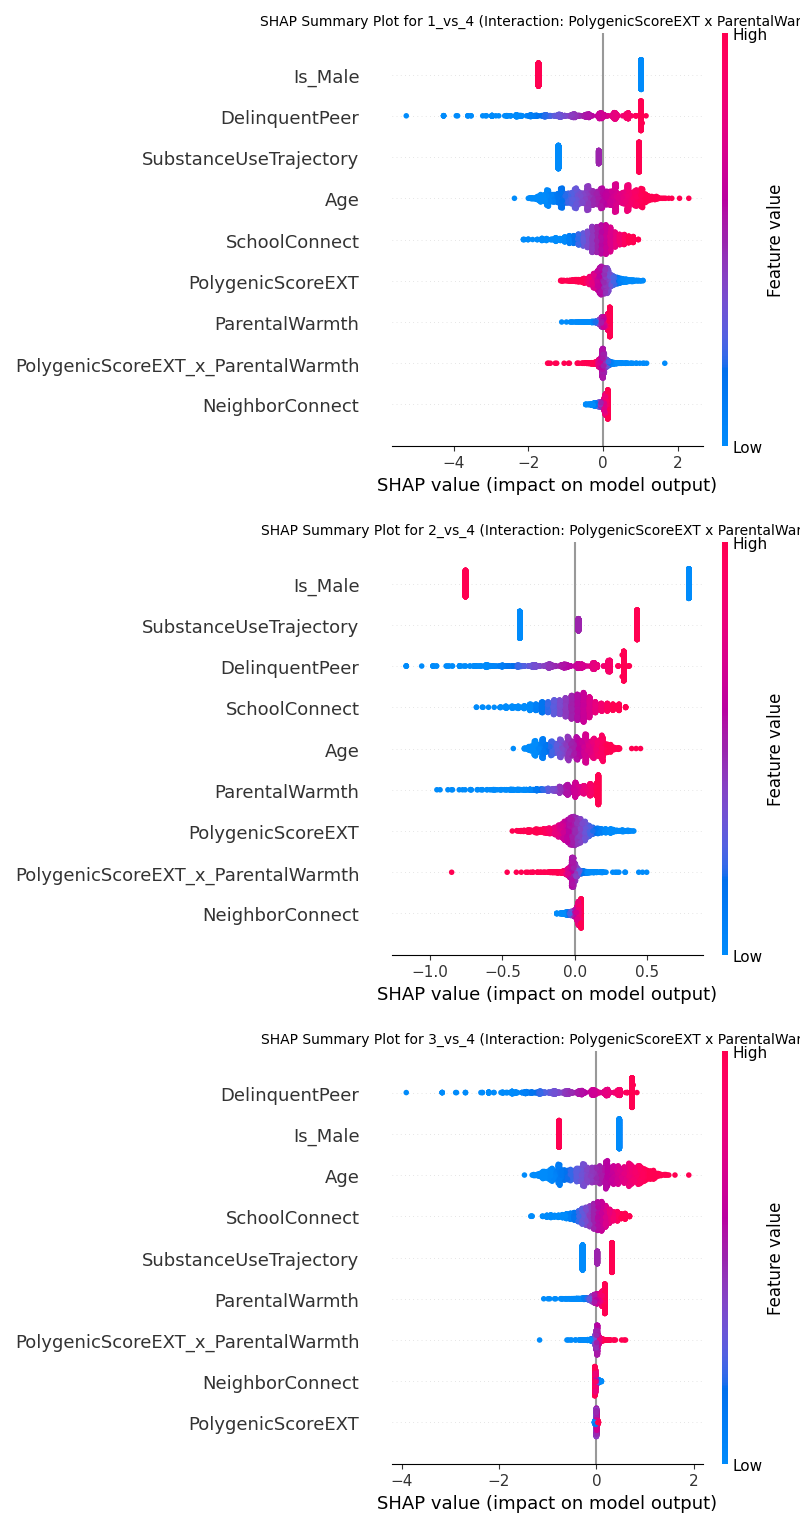 SHAP Summary Plot for 1_vs_4 (Interaction: PolygenicScoreEXT x ParentalWar
High
Is_Male
DelinquentPeer
SubstanceUseTrajectory
Age
SchoolConnect
PolygenicScoreEXT
ParentalWarmth
PolygenicScoreEXT_x_ParentalWarmth
NeighborConnect
Feature value
Low
−4 −2 0 2
SHAP value (impact on model output)
SHAP Summary Plot for 2_vs_4 (Interaction: PolygenicScoreEXT x ParentalWar
High
Is_Male
SubstanceUseTrajectory
DelinquentPeer
SchoolConnect
Age
ParentalWarmth
PolygenicScoreEXT
PolygenicScoreEXT_x_ParentalWarmth
NeighborConnect
Feature value
Low
−1.0 −0.5 0.0 0.5
SHAP value (impact on model output)
SHAP Summary Plot for 3_vs_4 (Interaction: PolygenicScoreEXT x ParentalWar
High
DelinquentPeer
Is_Male
Age
SchoolConnect
SubstanceUseTrajectory
ParentalWarmth
PolygenicScoreEXT_x_ParentalWarmth
NeighborConnect
PolygenicScoreEXT
Feature value
Low
−4 −2 0 2
SHAP value (impact on model output)